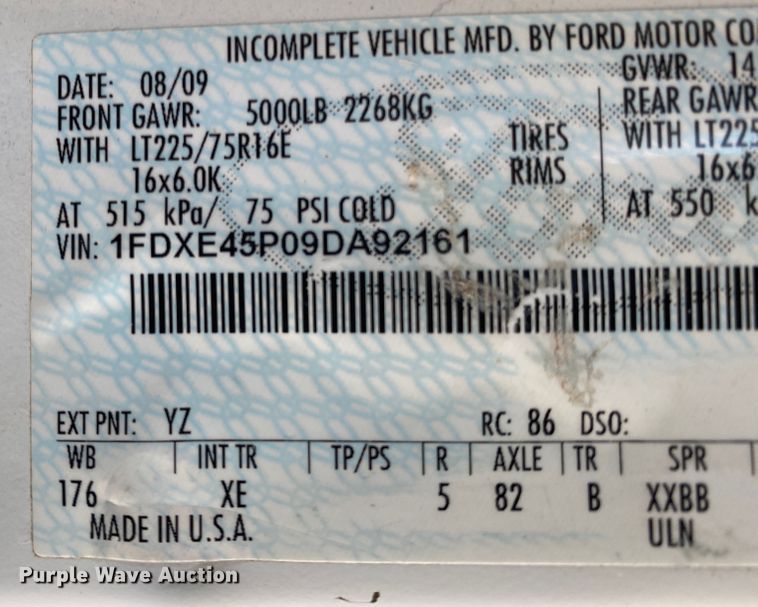 INCOMPLETE VEHICLE MFD. BY FORD MOTOR CO
DATE: 08/09 GVWR: 14
FRONT GAWR: 5000LB 2268KG REAR GAWR
WITH LT225/75R16E TIRES WITH LT225
16x6.0K RIMS 16x6
AT 515 kPa/ 75 PSI COLD AT 550 k
VIN: 1FDXE45P09DA92161
EXT PNT: YZ RC: 86 DSO:
WB INT TR TP/PS R AXLE TR SPR
176 XE 5 82 B XXBB
MADE IN U.S.A. ULN
Purple Wave Auction